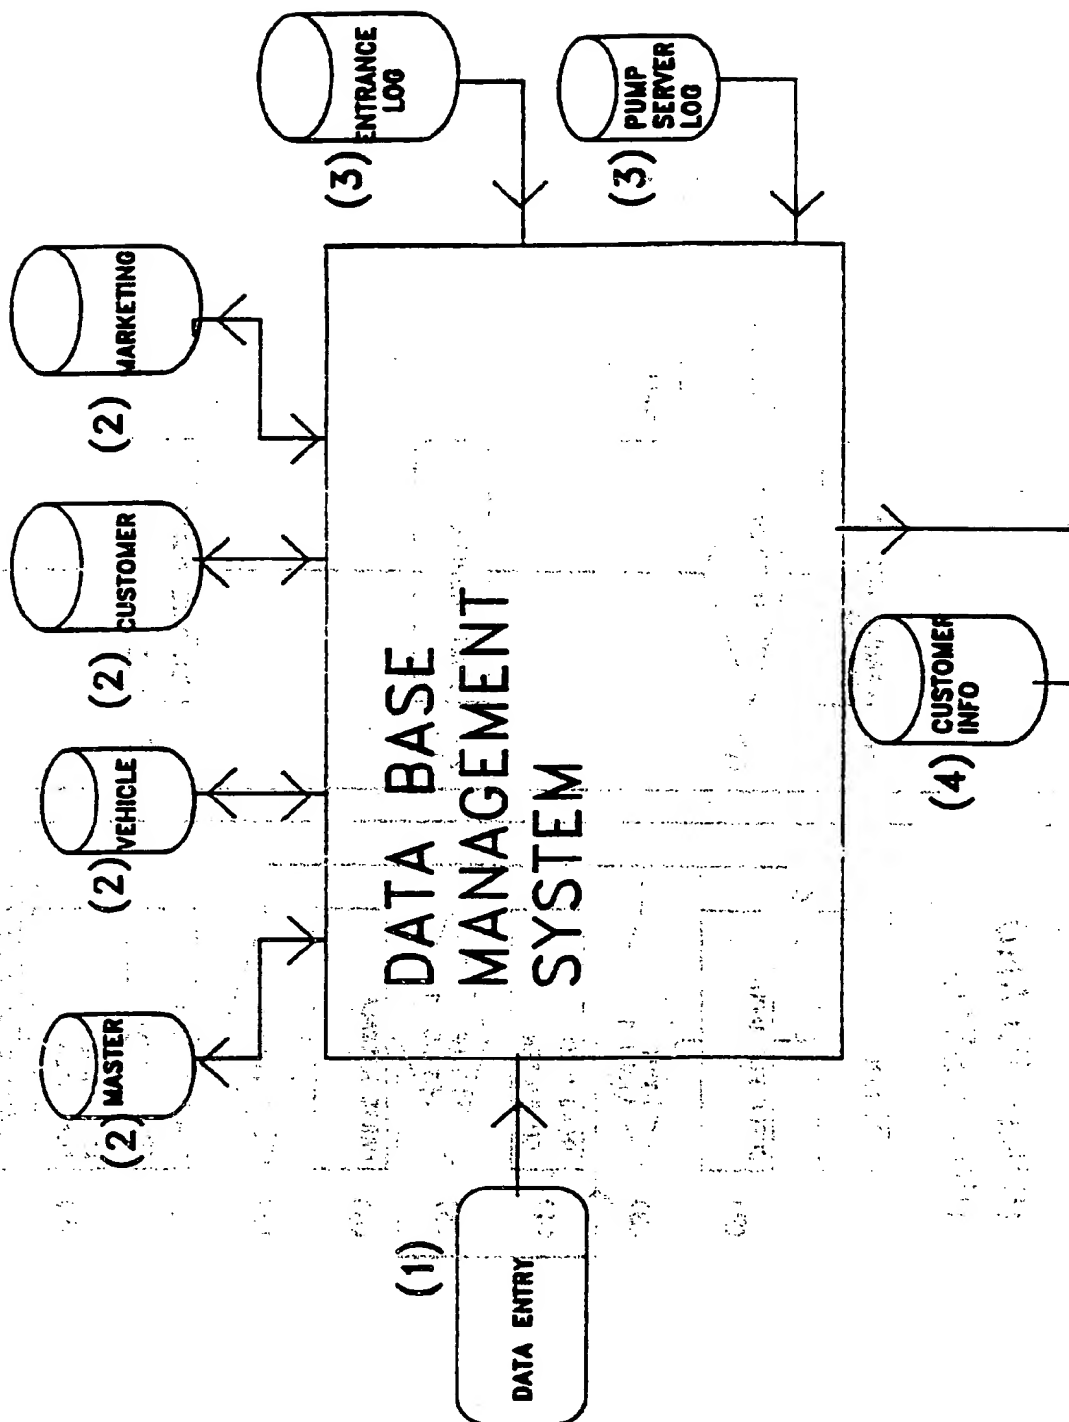 (1)
DATA ENTRY
(2) MASTER
(2) VEHICLE
(2) CUSTOMER
(2) MARKETING
(3) ENTRANCE
LOG
(3) PUMP
SERVER
LOG
DATA BASE
MANAGEMENT
SYSTEM
(4) CUSTOMER
INFO